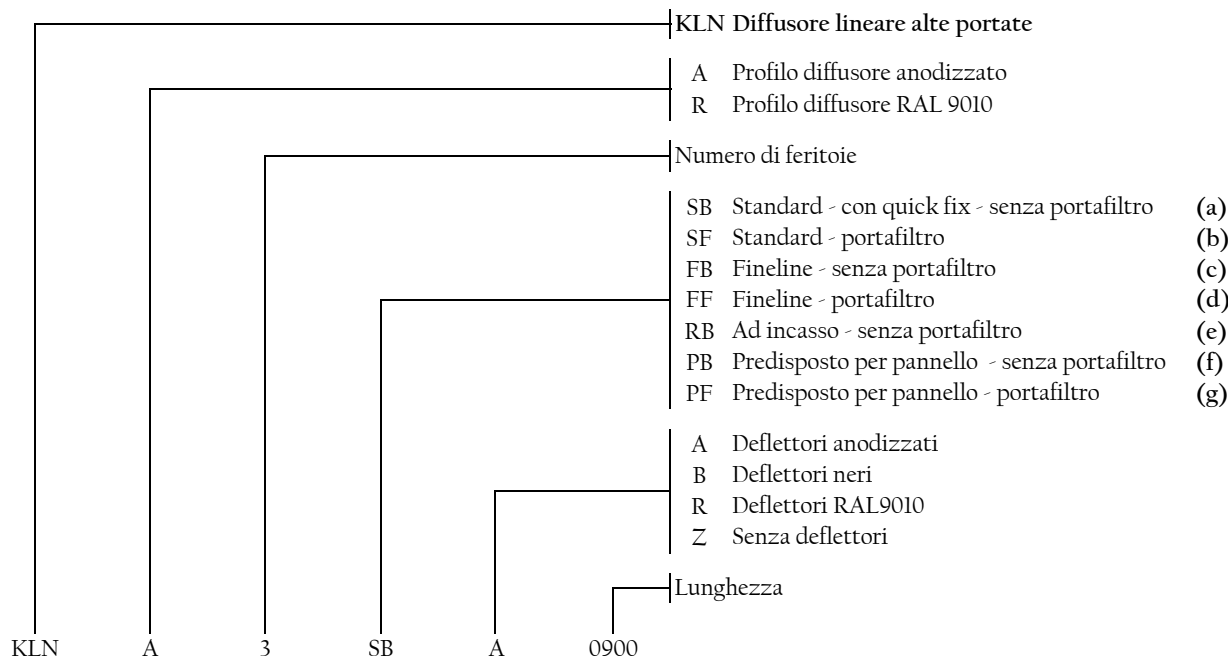 KLN Diffusore lineare alte portate
A Profilo diffusore anodizzato
R Profilo diffusore RAL 9010
Numero di feritoie
SB Standard - con quick fix - senza portafiltro (a)
SF Standard - portafiltro (b)
FB Fineline - senza portafiltro (c)
FF Fineline - portafiltro (d)
RB Ad incasso - senza portafiltro (e)
PB Predisposto per pannello - senza portafiltro (f)
PF Predisposto per pannello - portafiltro (g)
A Deflettori anodizzati
B Deflettori neri
R Deflettori RAL9010
Z Senza deflettori
Lunghezza
KLN A 3 SB A 0900